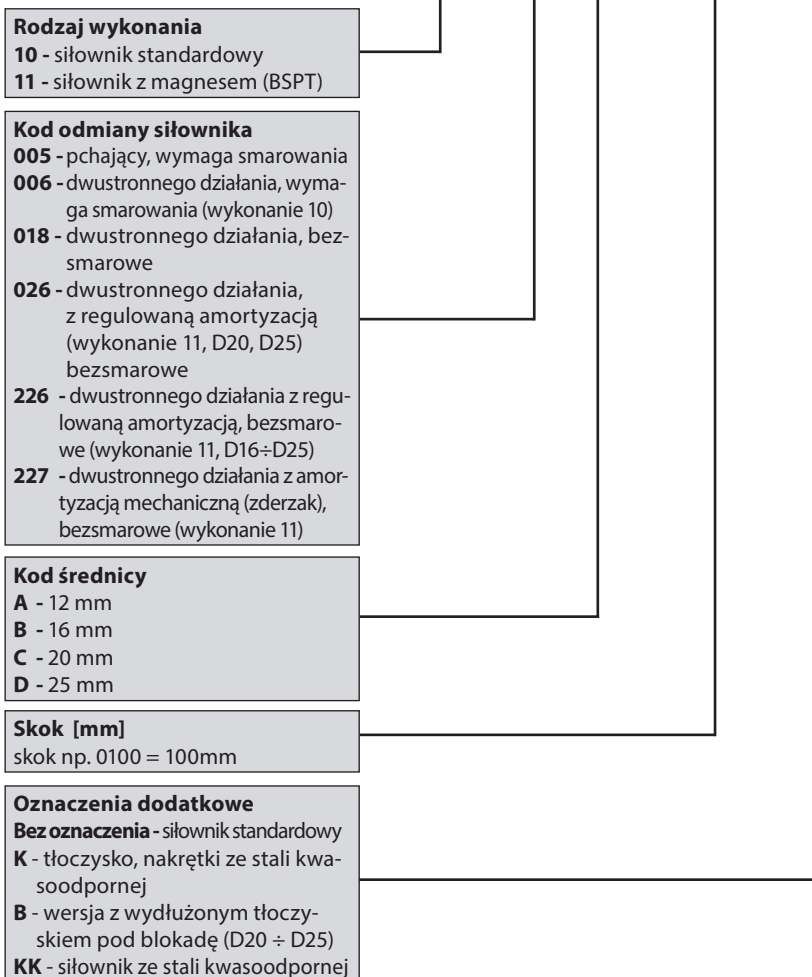 Rodzaj wykonania
10 - siłownik standardowy
11 - siłownik z magnesem (BSPT)
Kod odmiany siłownika
005 - pchający, wymaga smarowania
006 - dwustronnego działania, wyma-
ga smarowania (wykonanie 10)
018 - dwustronnego działania, bez-
smarowe
026 - dwustronnego działania,
z regulowaną amortyzacją
(wykonanie 11, D20, D25)
bezsmarowe
226 - dwustronnego działania z regu-
lowaną amortyzacją, bezsmaro-
we (wykonanie 11, D16÷D25)
227 - dwustronnego działania z amor-
tyzacją mechaniczną (zderzak),
bezsmarowe (wykonanie 11)
Kod średnicy
A - 12 mm
B - 16 mm
C - 20 mm
D - 25 mm
Skok [mm]
skok np. 0100 = 100mm
Oznaczenia dodatkowe
Bez oznaczenia - siłownik standardowy
K - tłoczysko, nakrętki ze stali kwa-
soodpornej
B - wersja z wydłużonym tłoczy-
skiem pod blokadę (D20 ÷ D25)
KK - siłownik ze stali kwasoodpornej